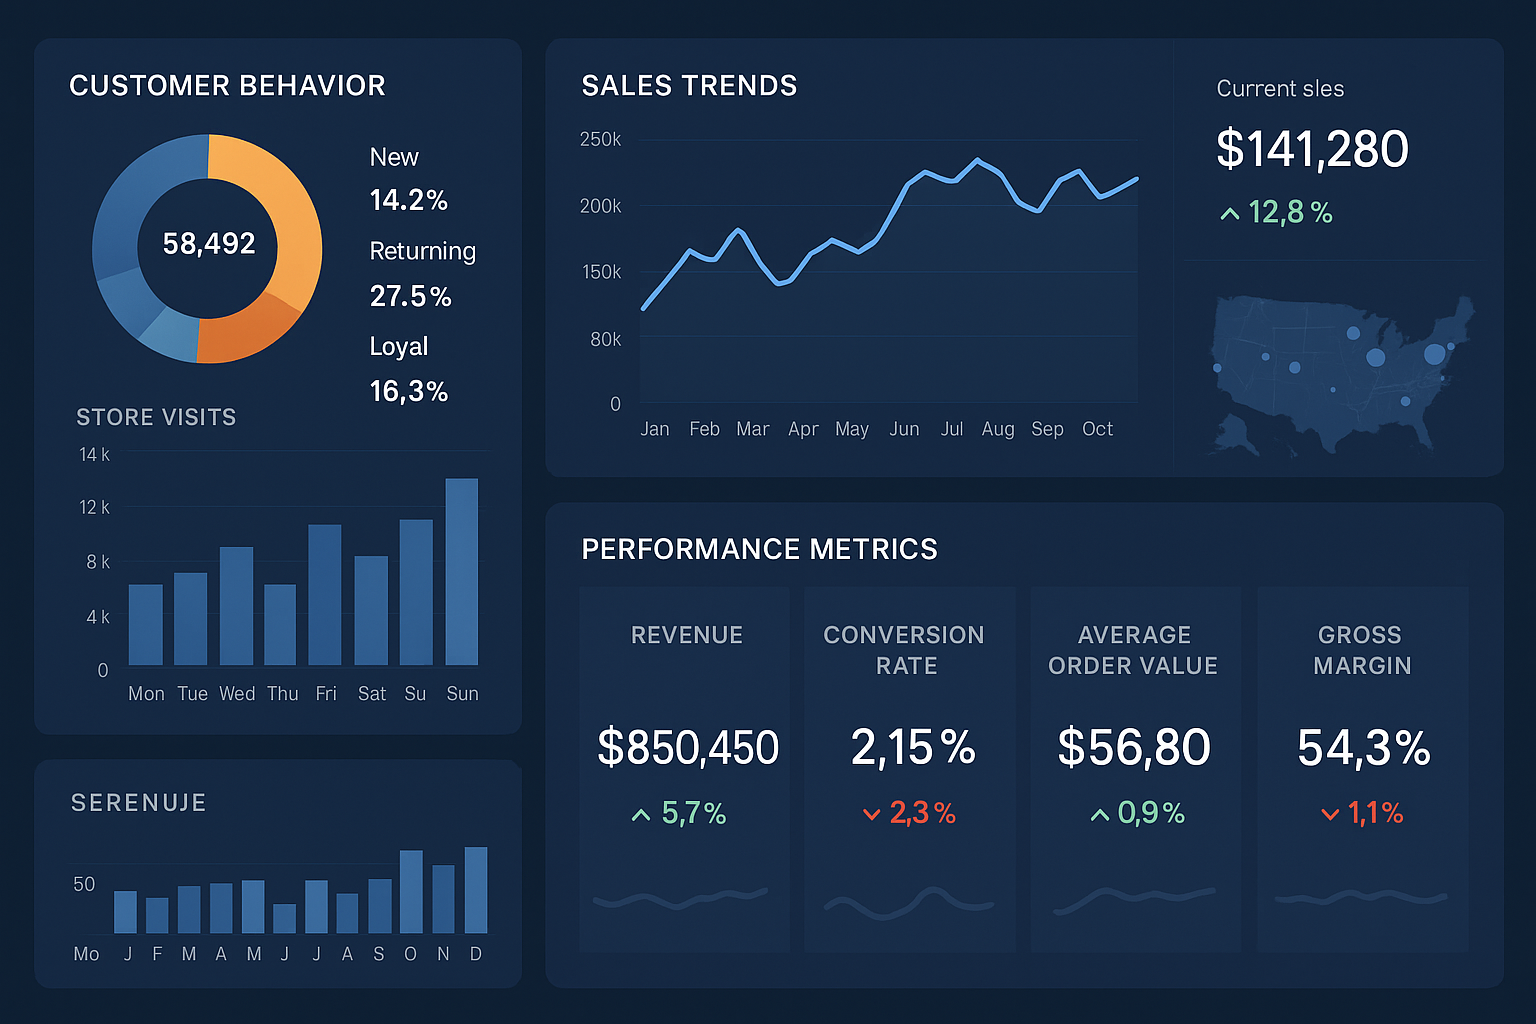 CUSTOMER BEHAVIOR
58,492
New
14.2%
Returning
27.5%
Loyal
16,3%
STORE VISITS
14 k
12 k
8 k
4 k
0
Mon Tue Wed Thu Fri Sat Su Sun
SERENUJE
50
Mo J F M A M J J A S O N D
SALES TRENDS
250k
200k
150k
80k
0
Jan Feb Mar Apr May Jun Jul Aug Sep Oct
Current sles
$141,280
12,8 %
PERFORMANCE METRICS
REVENUE
$850,450
5,7%
CONVERSION
RATE
2,15 %
2,3%
AVERAGE
ORDER VALUE
$56,80
0,9%
GROSS
MARGIN
54,3%
1,1%